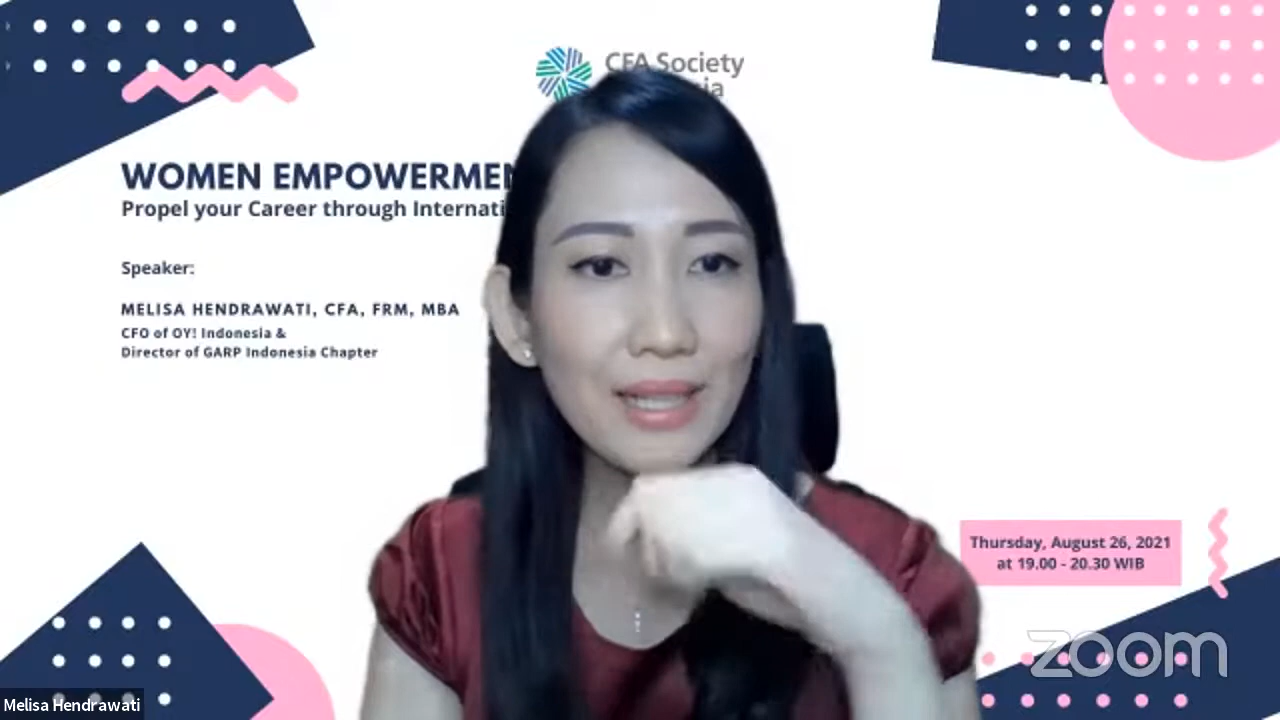 CFA Society
WOMEN EMPOWERMEN
Propel your Career through Internati
Speaker:
MELISA HENDRAWATI, CFA, FRM, MBA
CFO of OY! Indonesia &
Director of GARP Indonesia Chapter
Thursday, August 26, 2021
at 19.00 - 20.30 WIB
zoom
Melisa Hendrawati